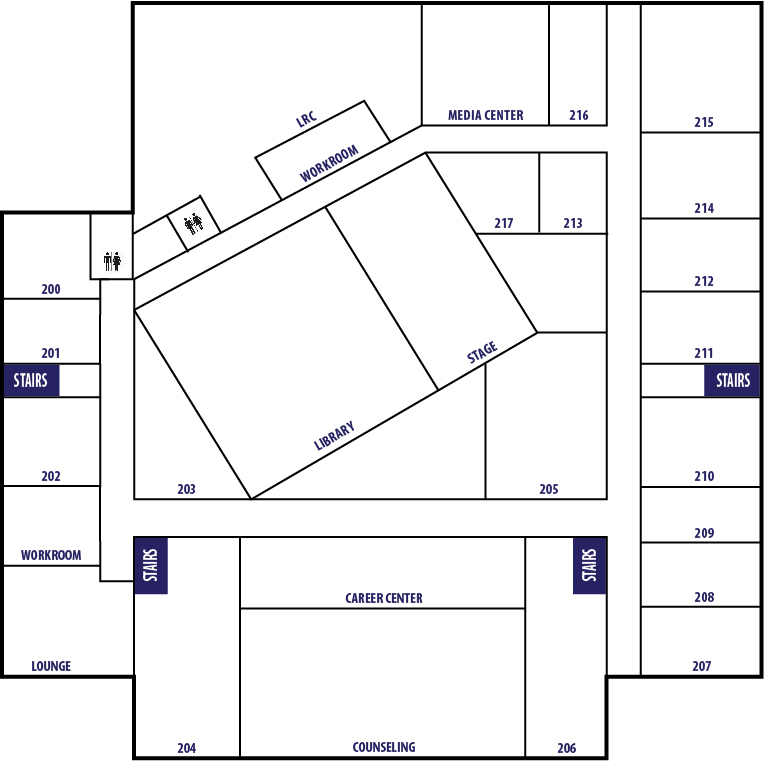 LRC
MEDIA CENTER
216
215
WORKROOM
217
213
214
200
212
201
STAGE
211
STAIRS
STAIRS
LIBRARY
202
203
205
210
209
WORKROOM
STAIRS
STAIRS
CAREER CENTER
208
LOUNGE
207
204
COUNSELING
206